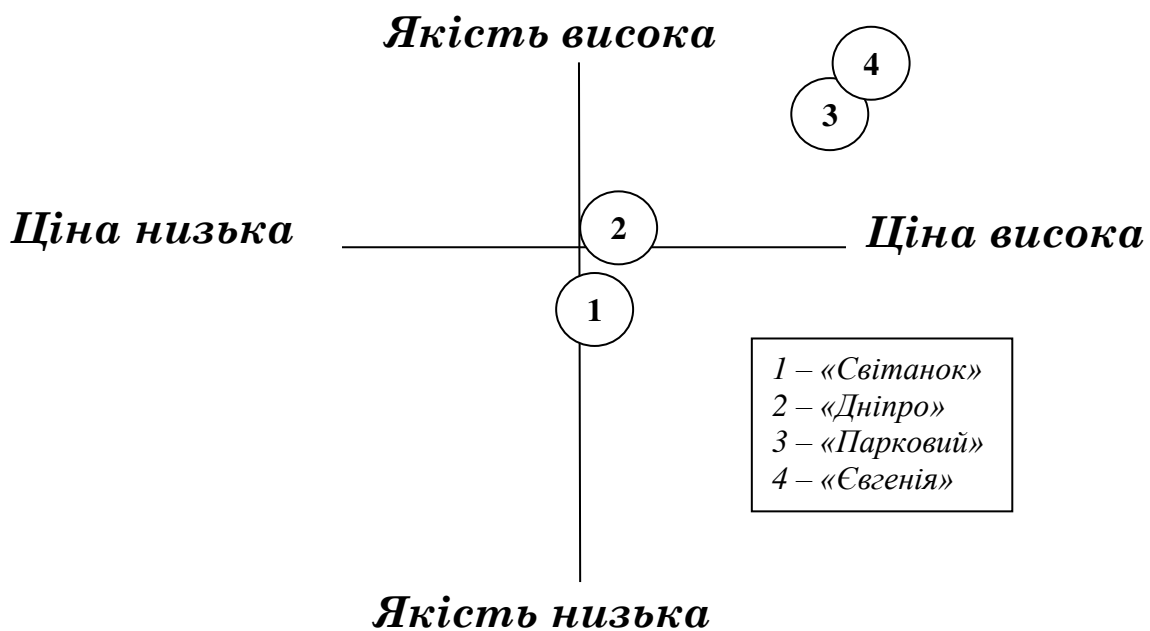 Якість висока
4
3
2
Ціна низька
Ціна висока
1
1 – «Світанок»
2 – «Дніпро»
3 – «Парковий»
4 – «Євгенія»
Якість низька